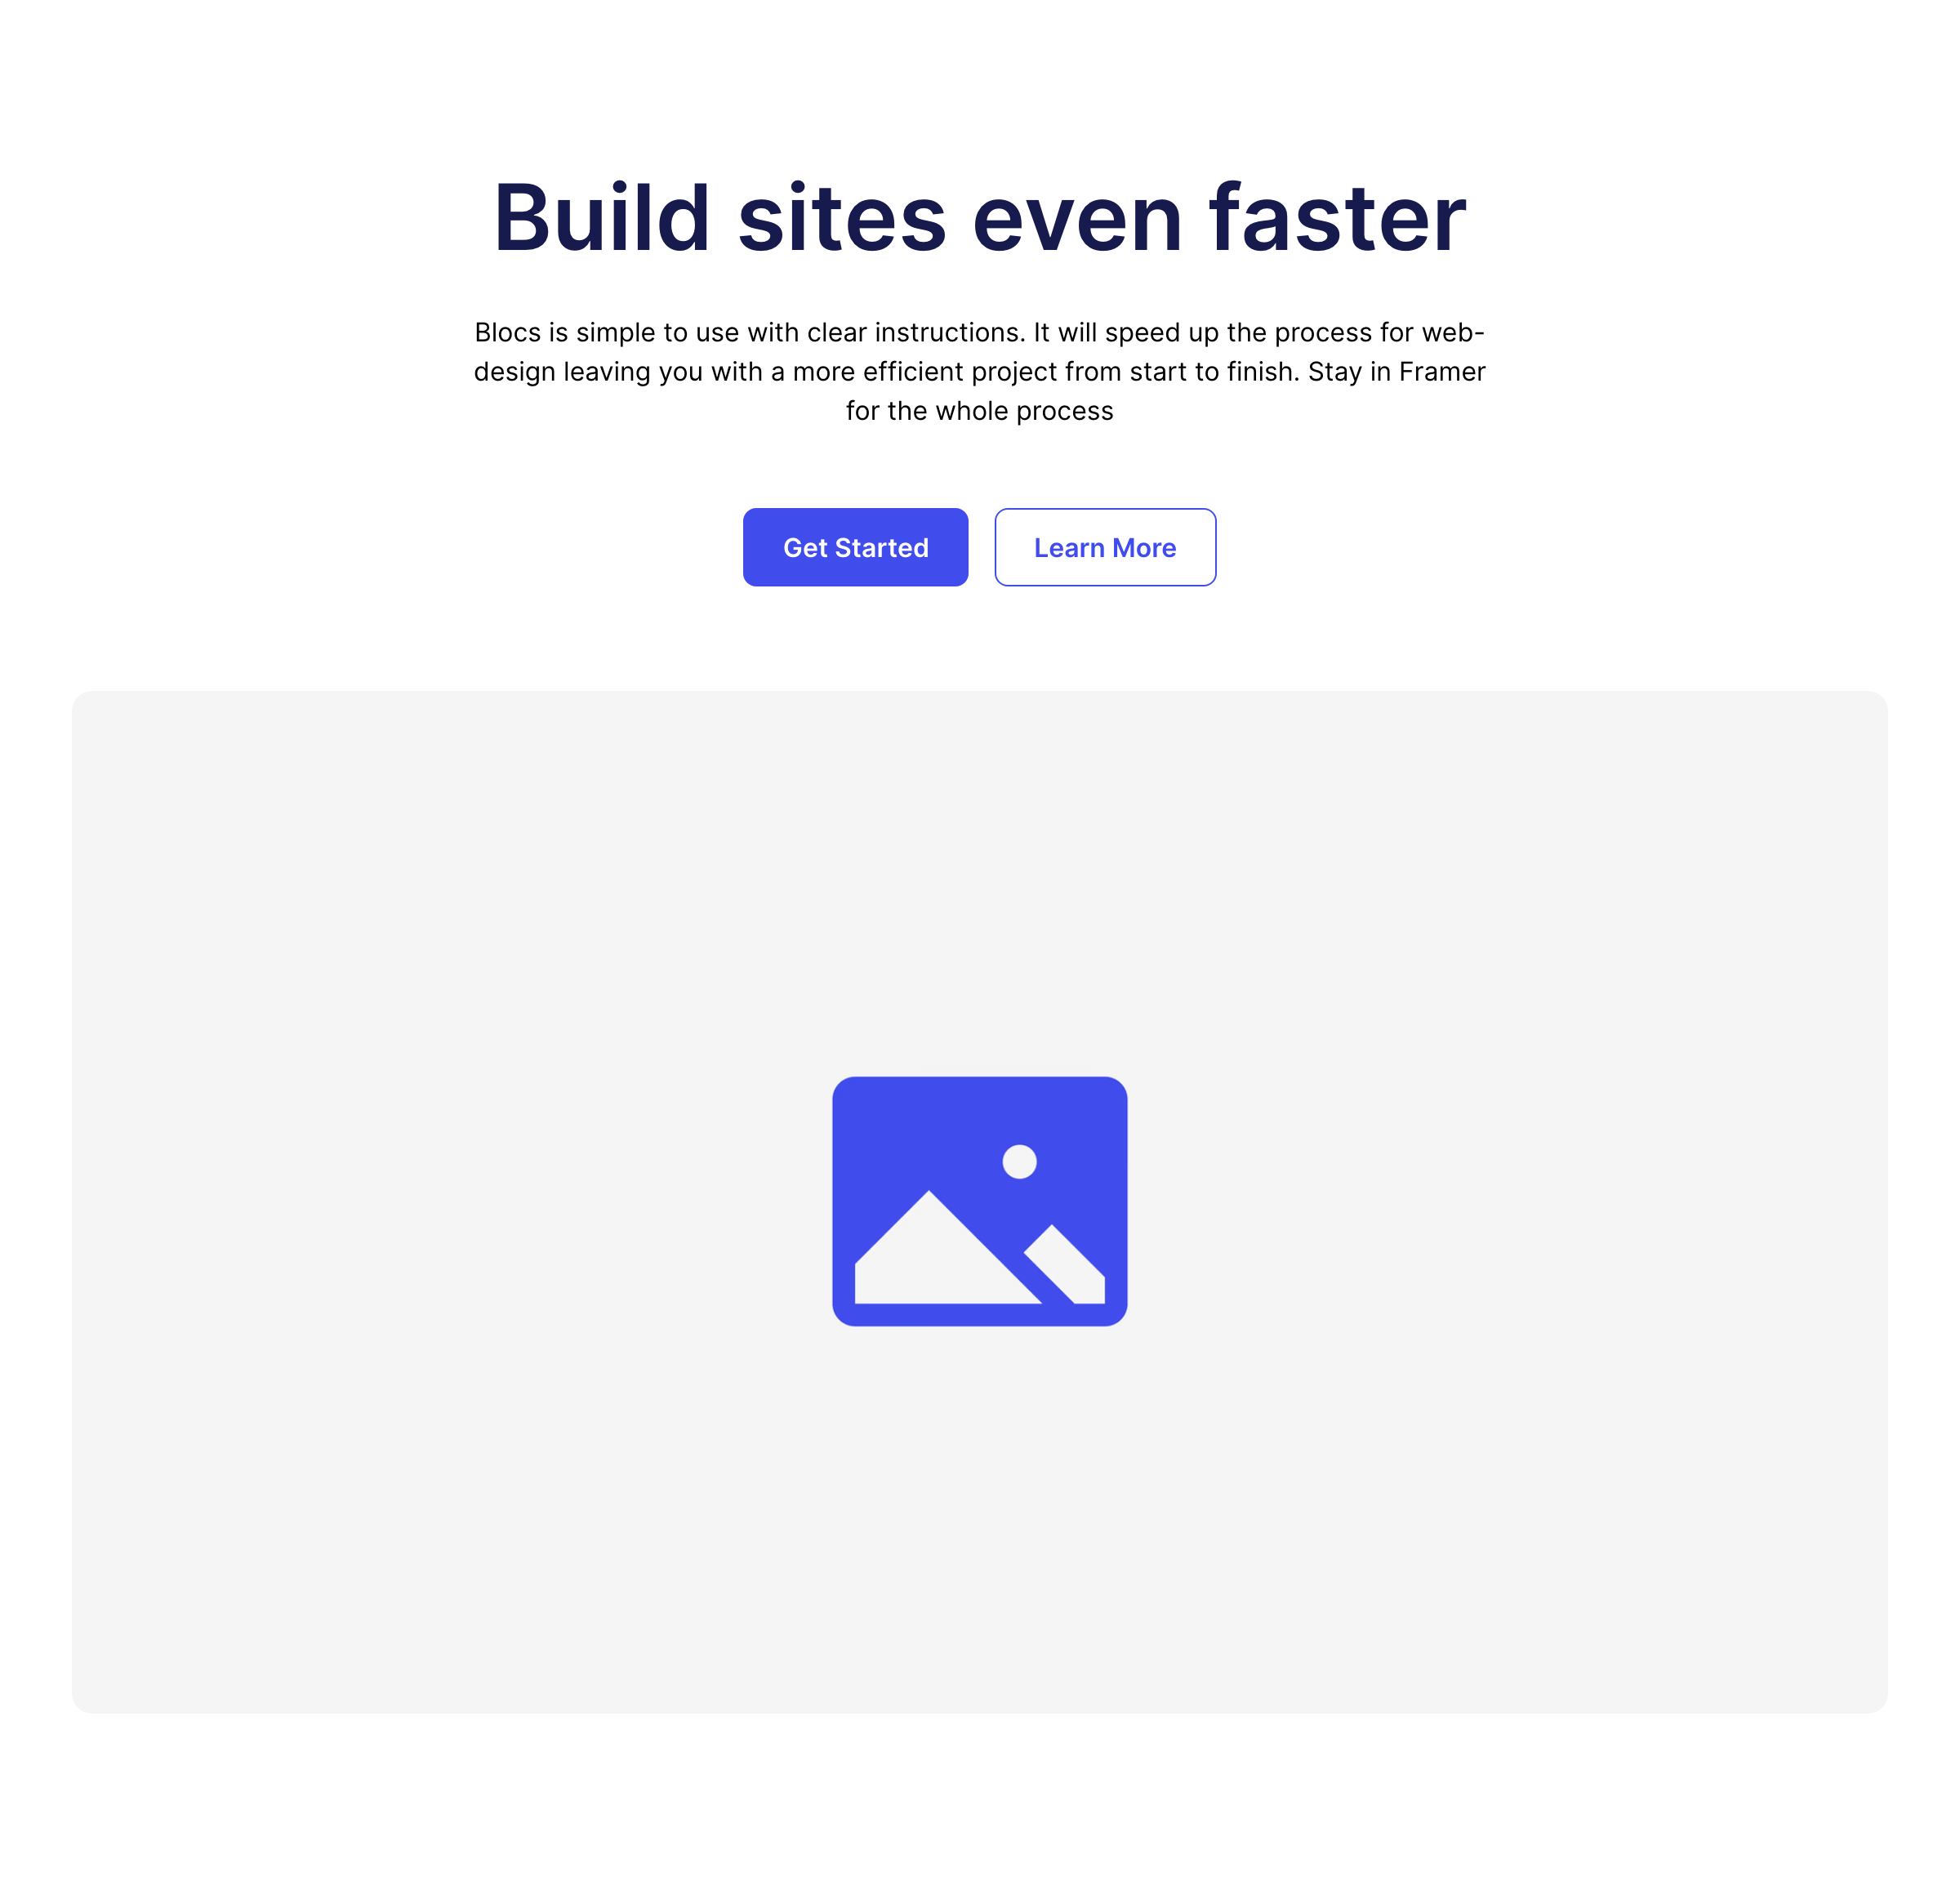 Build sites even faster
Blocs is simple to use with clear instructions. It will speed up the process for web-
design leaving you with a more efficient project from start to finish. Stay in Framer
for the whole process
Get Started
Learn More